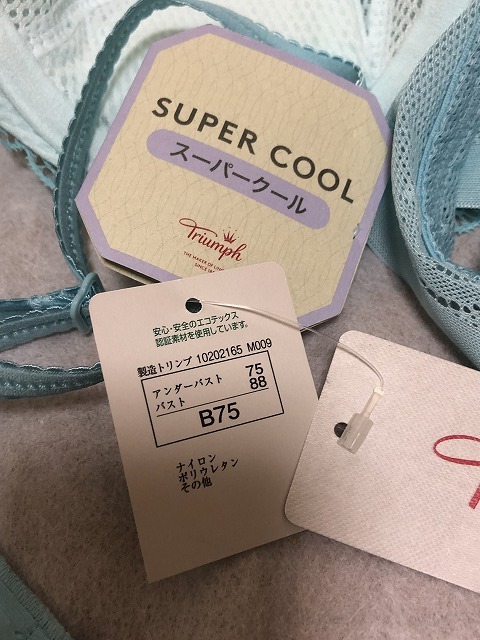 SUPER COOL
スーパークール
Triumph
THE MAKER OF
SINCE
安心・安全のエコテックス
認証素材を使用しています。
製造トリンプ 10202165 M009
アンダーバスト 75
バスト 88
B75
ナイロン
ポリウレタン
その他